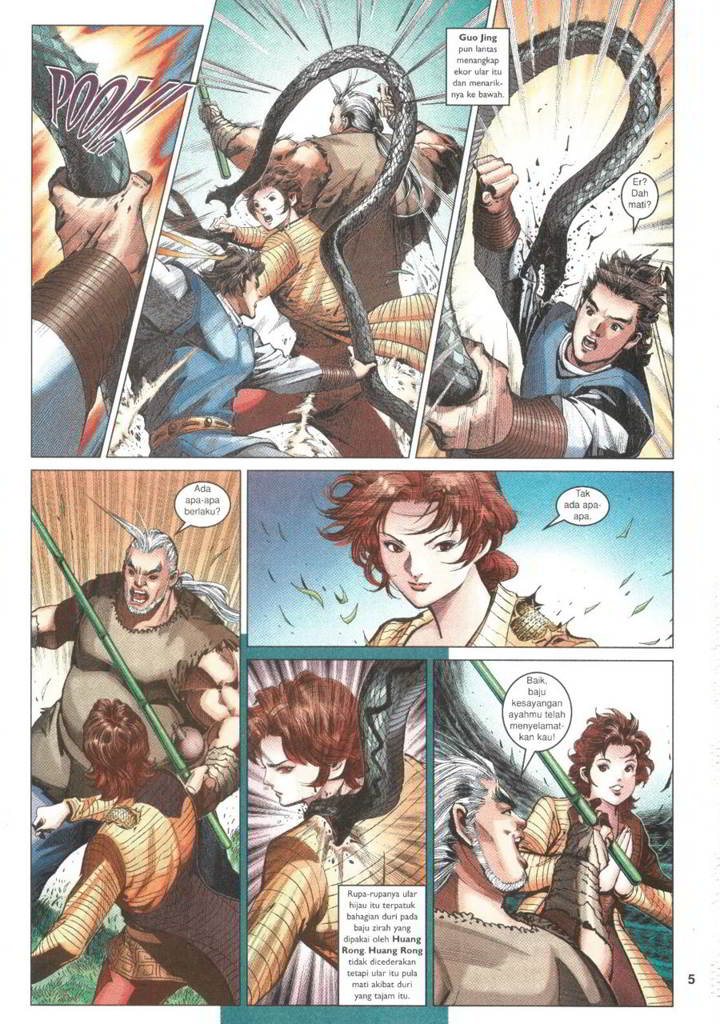 POOM!
Guo Jing
pun lantas
menangkap
ekor ular itu
dan menarik-
nya ke bawah.
Er?
Dah
mati?
Ada
apa-apa
berlaku?
Tak
ada apa-
apa.
Rupa-rupanya ular
hijau itu terpatuk
bahagian duri pada
baju zirah yang
dipakai oleh Huang
Rong. Huang Rong
tidak dicederakan
tetapi ular itu pula
mati akibat duri
yang tajam itu.
Baik,
baju
kesayangan
ayahmu telah
menyelamat-
kan kau!
5